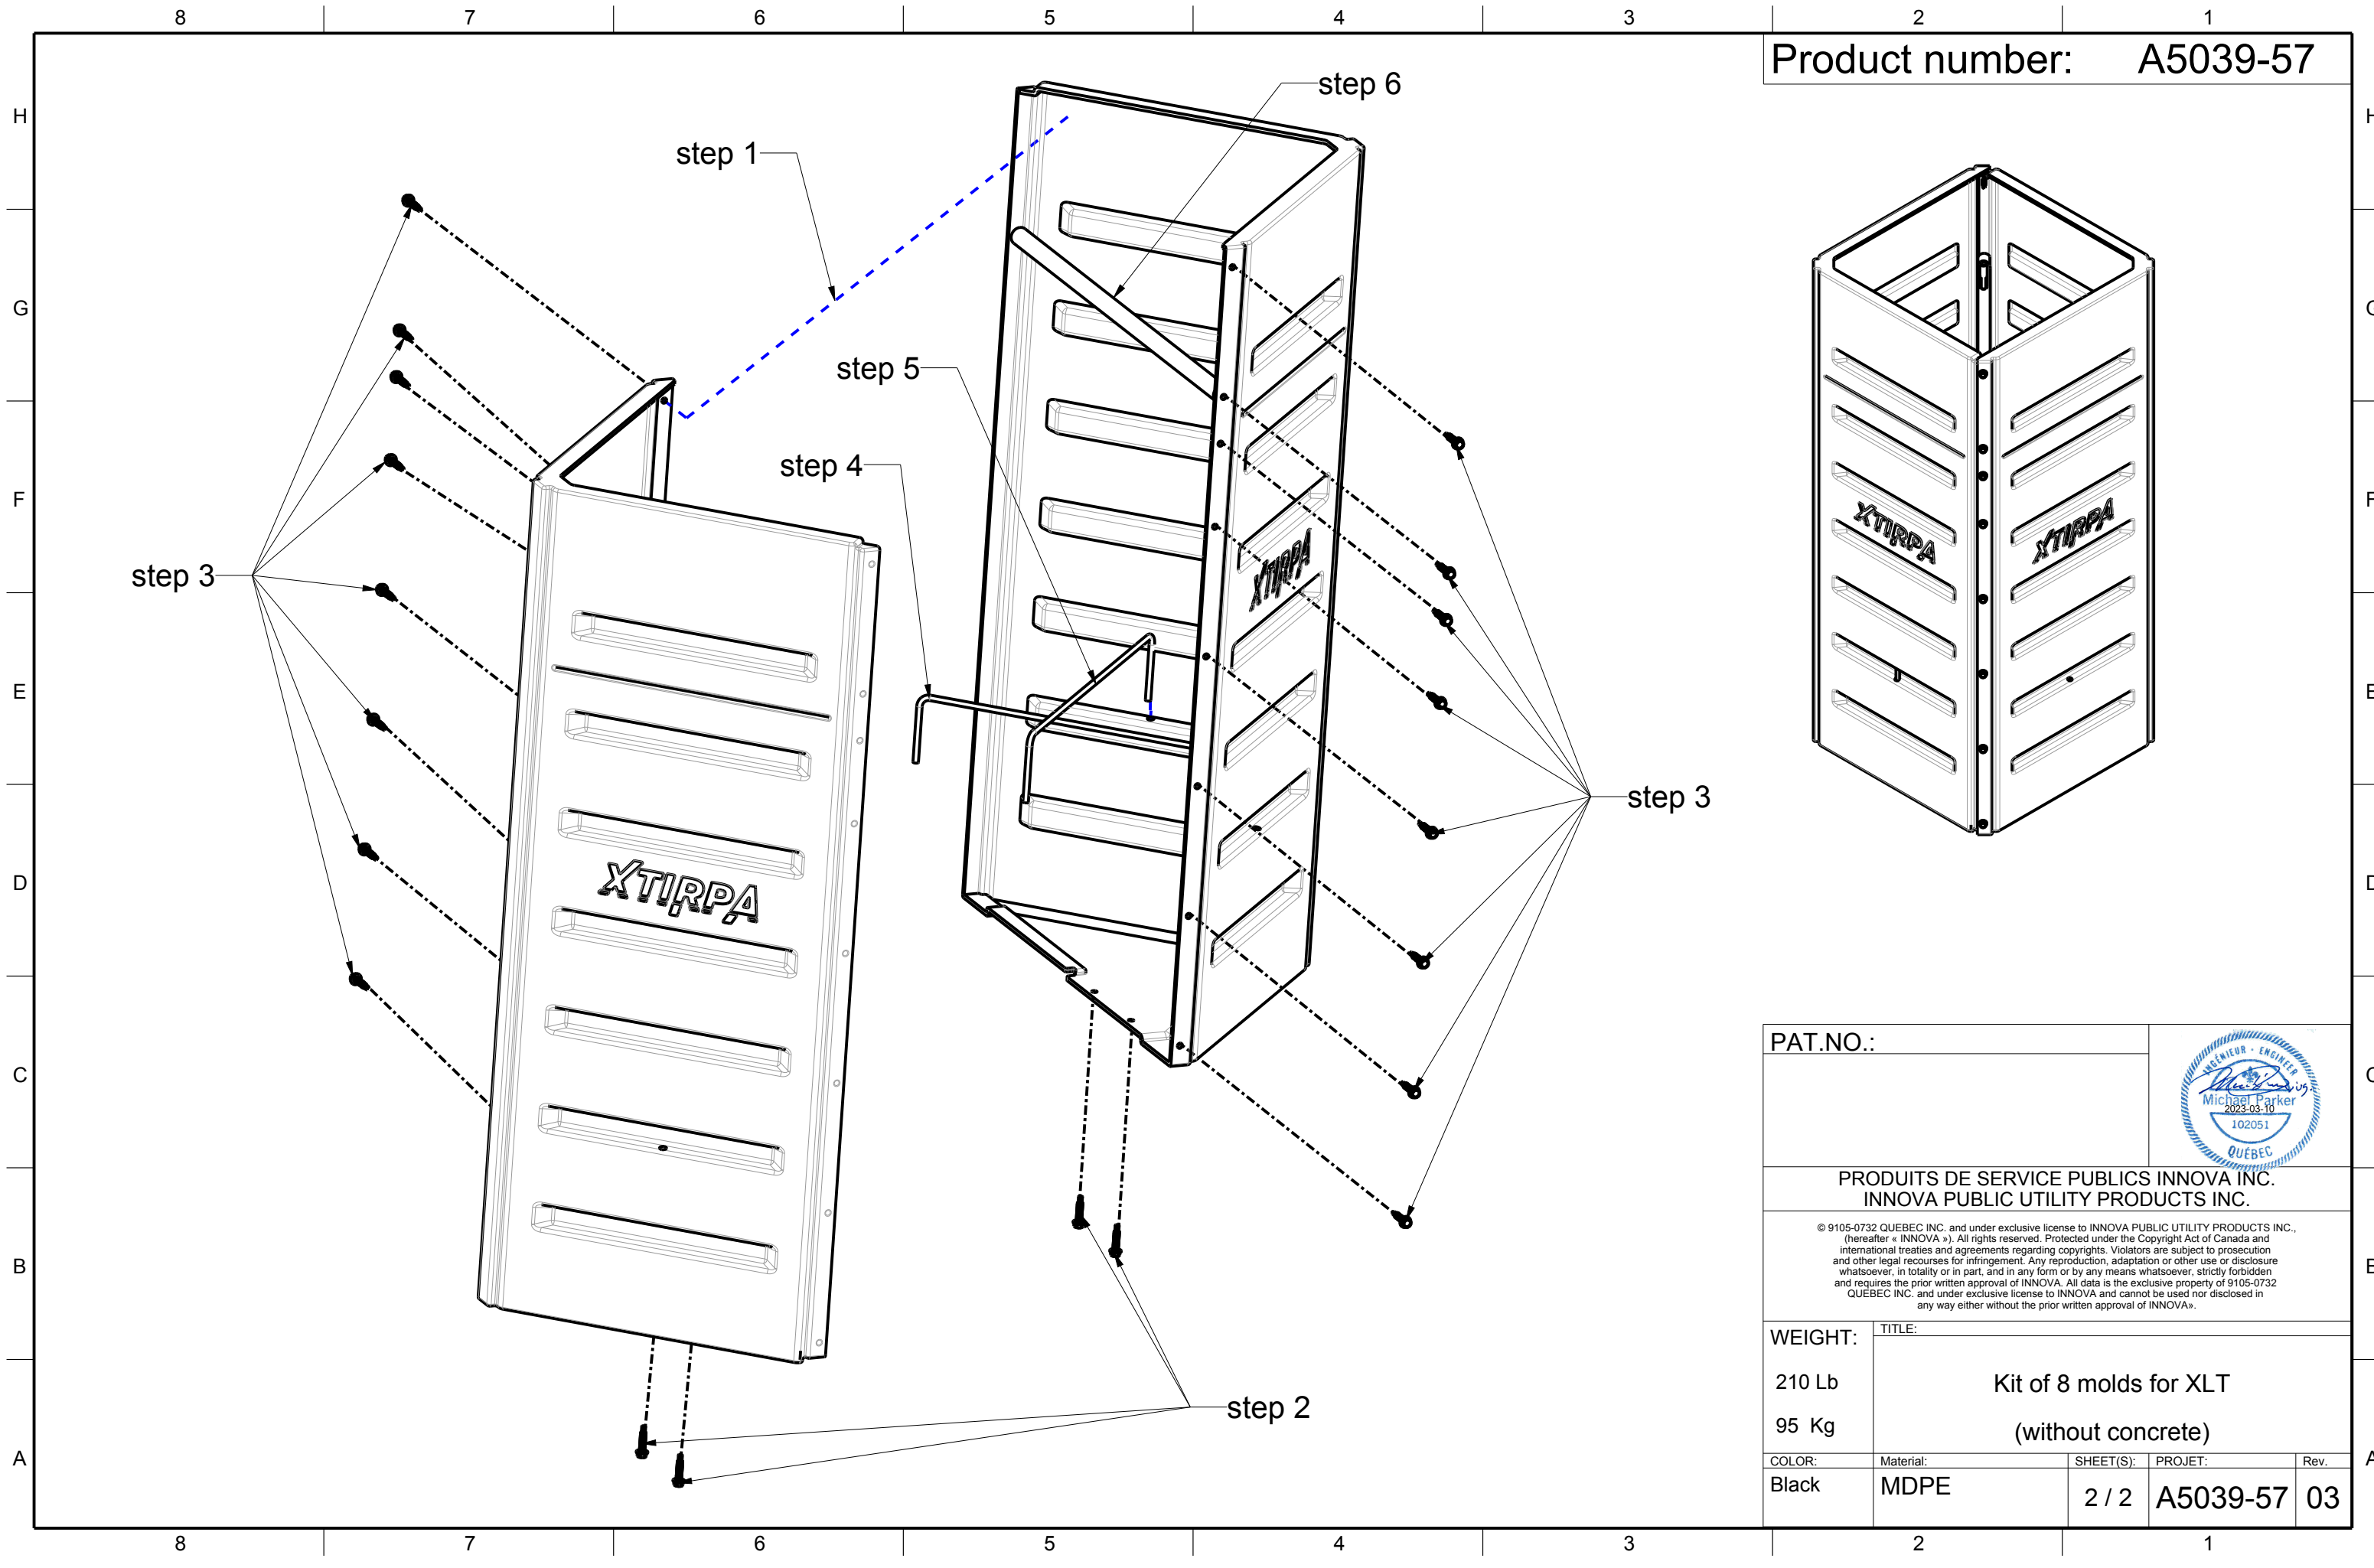 8 7 6 5 4 3 2 1
Product number: A5039-57
H H
step 6
step 1
G G
step 5
step 4
F F
XTIRPA XTIRPA
XTIRPA
step 3
E E
step 3
D D
XTIRPA
PAT.NO.:
INGÉNIEUR - ENGINEER
Michael Parker
2023-03-10
102051
QUÉBEC
C C
PRODUITS DE SERVICE PUBLICS INNOVA INC.
INNOVA PUBLIC UTILITY PRODUCTS INC.
© 9105-0732 QUEBEC INC. and under exclusive license to INNOVA PUBLIC UTILITY PRODUCTS INC.,
(hereafter « INNOVA »). All rights reserved. Protected under the Copyright Act of Canada and
international treaties and agreements regarding copyrights. Violators are subject to prosecution
and other legal recourses for infringement. Any reproduction, adaptation or other use or disclosure
whatsoever, in totality or in part, and in any form or by any means whatsoever, strictly forbidden
and requires the prior written approval of INNOVA. All data is the exclusive property of 9105-0732
QUEBEC INC. and under exclusive license to INNOVA and cannot be used nor disclosed in
any way either without the prior written approval of INNOVA».
B B
WEIGHT:
210 Lb
95 Kg
TITLE:
Kit of 8 molds for XLT
(without concrete)
step 2
A A
COLOR:
Black
Material:
MDPE
SHEET(S):
2 / 2
PROJET:
A5039-57
Rev.
03
8 7 6 5 4 3 2 1